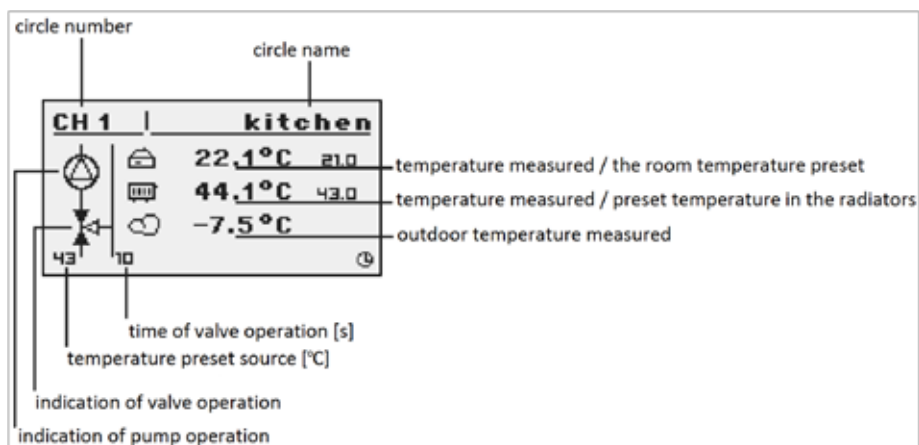 circle number
circle name
CH 1 kitchen
22.1°C 21.0
temperature measured / the room temperature preset
44.1°C 43.0
temperature measured / preset temperature in the radiators
-7.5°C
outdoor temperature measured
43 10
time of valve operation [s]
temperature preset source [°C]
indication of valve operation
indication of pump operation